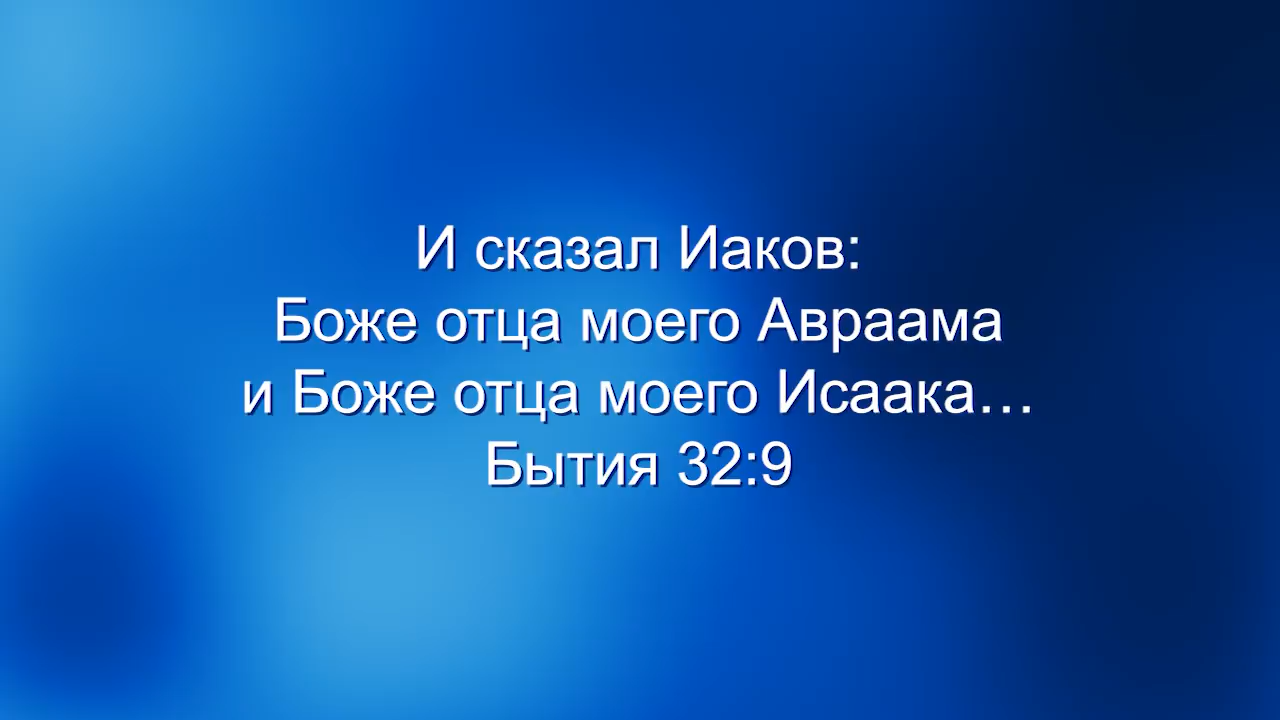 И сказал Иаков:
Боже отца моего Авраама
и Боже отца моего Исаака…
Бытия 32:9